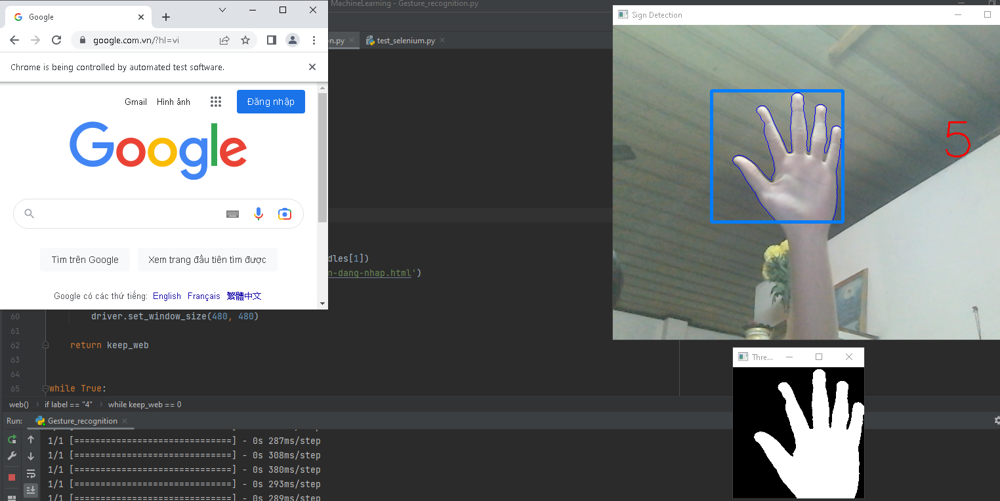 MachineLearning - Gesture_recognition.py
Google
google.com.vn/?hl=vi
Chrome is being controlled by automated test software.
Gmail Hình ảnh Đăng nhập
Google
Tìm trên Google Xem trang đầu tiên tìm được
Google có các thứ tiếng: English Français 繁體中文
n.py test_selenium.py
dles[1])
n-dang-nhap.html')
60 driver.set_window_size(480, 480)
61
62 return keep_web
63
64
65 while True:
web() if label == "4" while keep_web == 0
Run: Gesture_recognition
1/1 [==============================] - 0s 287ms/step
1/1 [==============================] - 0s 308ms/step
1/1 [==============================] - 0s 380ms/step
1/1 [==============================] - 0s 293ms/step
1/1 [==============================] - 0s 289ms/step
Sign Detection
5
Thre...